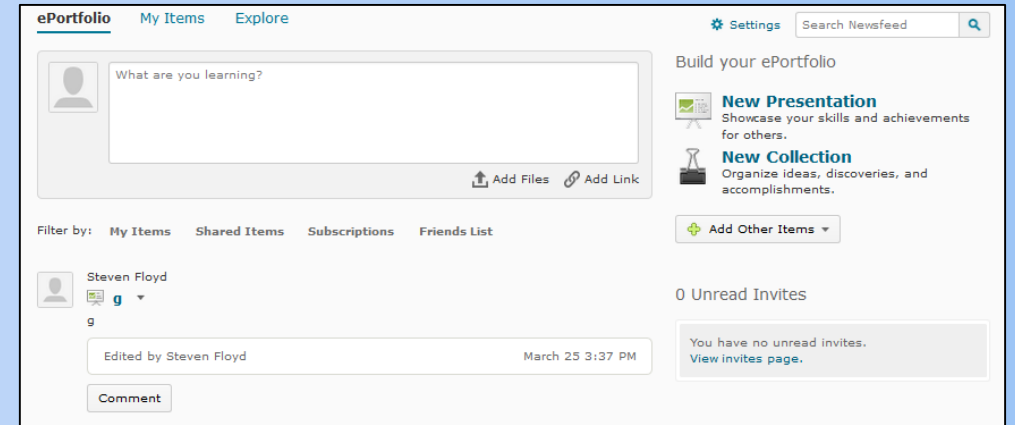 ePortfolio My Items Explore
Settings Search Newsfeed
What are you learning?
Add Files Add Link
Filter by: My Items Shared Items Subscriptions Friends List
Steven Floyd
g
g
Edited by Steven Floyd March 25 3:37 PM
Comment
Build your ePortfolio
New Presentation
Showcase your skills and achievements
for others.
New Collection
Organize ideas, discoveries, and
accomplishments.
Add Other Items
0 Unread Invites
You have no unread invites.
View invites page.